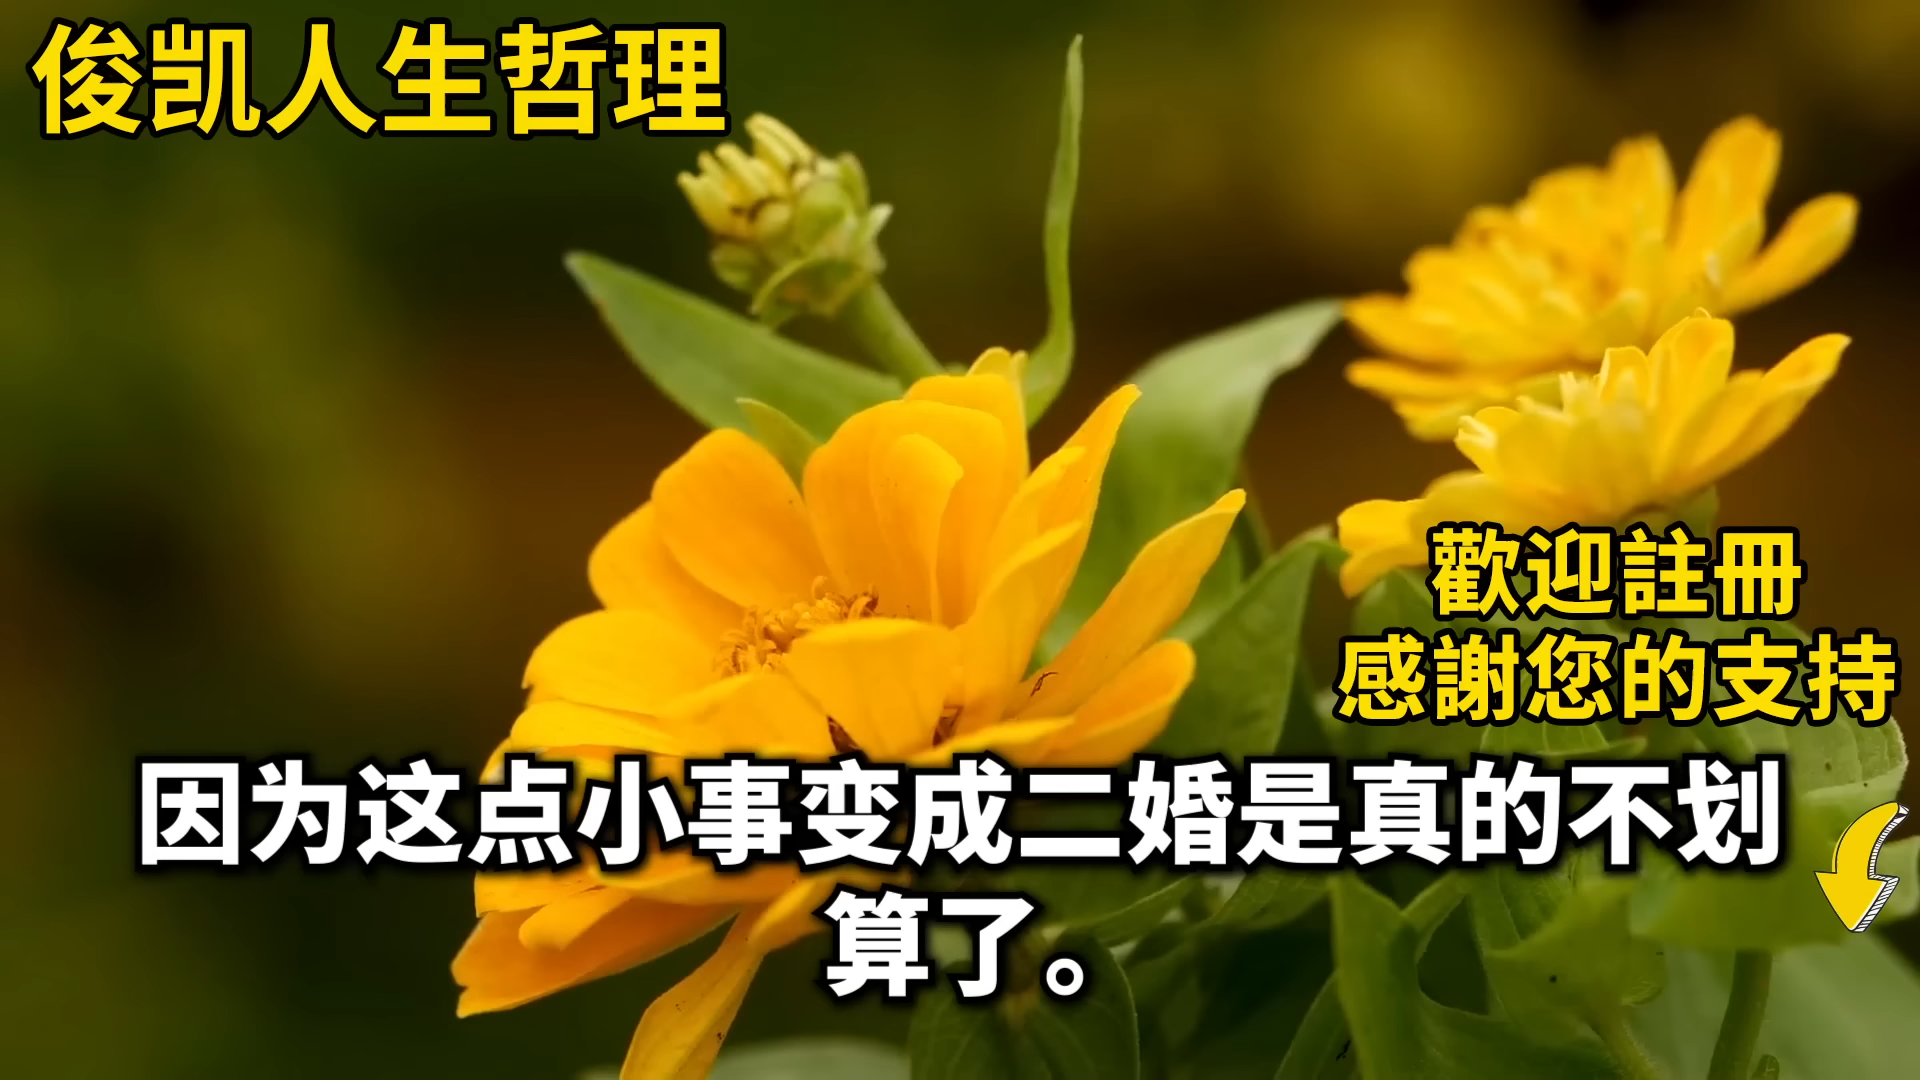 俊凯人生哲理
歡迎註冊
感謝您的支持
因为这点小事变成二婚是真的不划
算了。